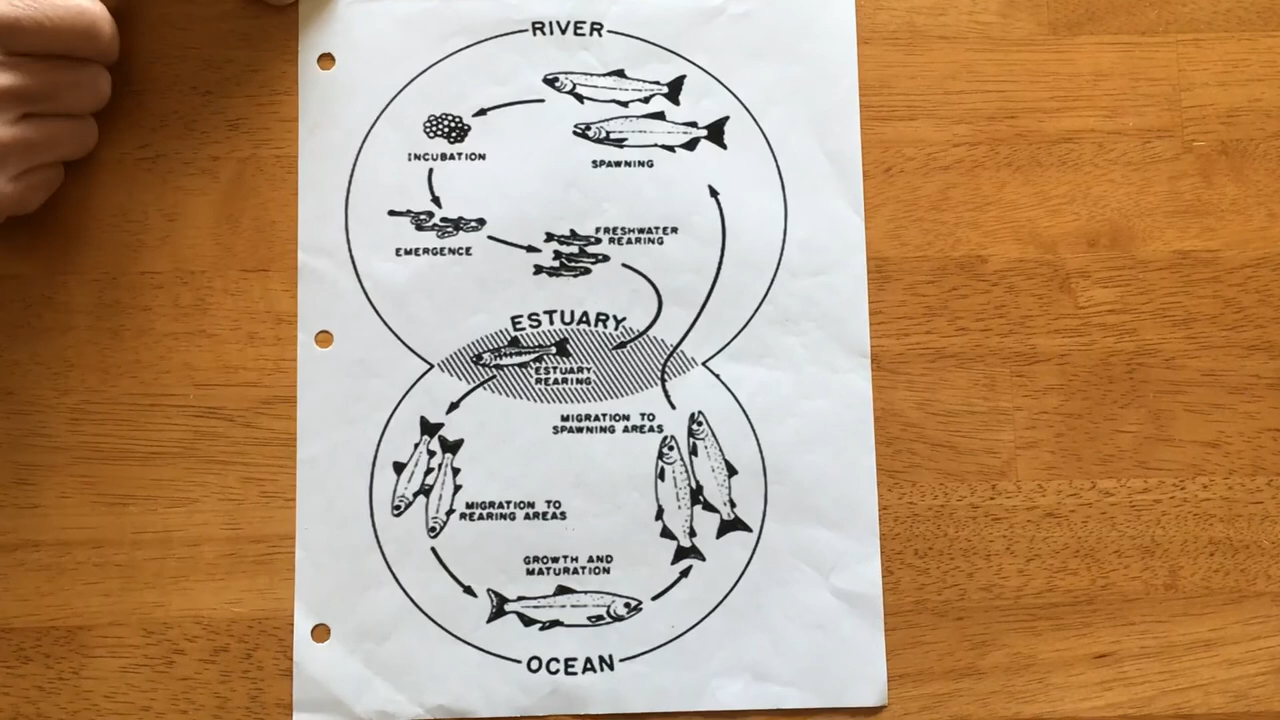 RIVER
INCUBATION
SPAWNING
EMERGENCE
FRESHWATER
REARING
ESTUARY
ESTUARY
REARING
MIGRATION TO
SPAWNING AREAS
MIGRATION TO
REARING AREAS
GROWTH AND
MATURATION
OCEAN